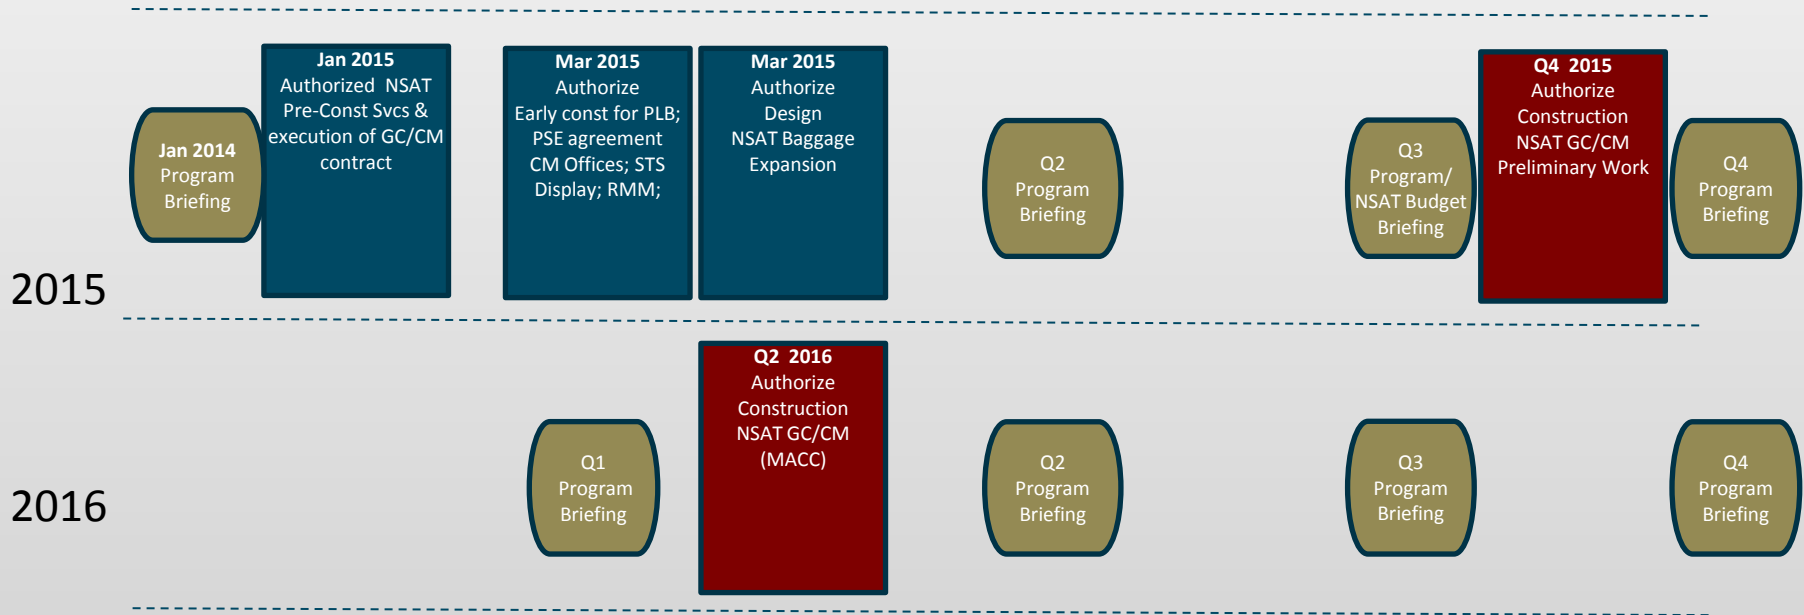 Jan 2014
Program
Briefing
Jan 2015
Authorized NSAT
Pre-Const Svcs &
execution of GC/CM
contract
Mar 2015
Authorize
Early const for PLB;
PSE agreement
CM Offices; STS
Display; RMM;
Mar 2015
Authorize
Design
NSAT Baggage
Expansion
Q2
Program
Briefing
Q3
Program/
NSAT Budget
Briefing
Q4 2015
Authorize
Construction
NSAT GC/CM
Preliminary Work
Q4
Program
Briefing
2015
Q1
Program
Briefing
Q2 2016
Authorize
Construction
NSAT GC/CM
(MACC)
Q2
Program
Briefing
Q3
Program
Briefing
Q4
Program
Briefing
2016